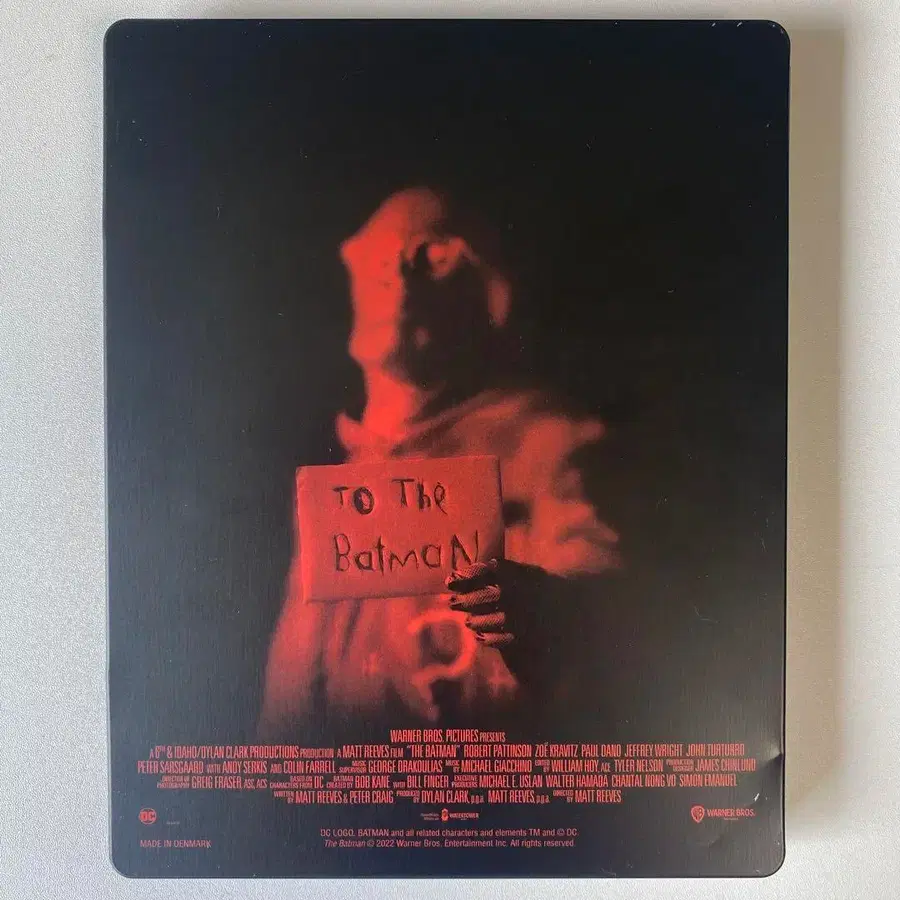 TO The
BatmaN
WARNER BROS. PICTURES PRESENTS
A 6TH & IDAHO/DYLAN CLARK PRODUCTIONS PRODUCTION A MATT REEVES FILM "THE BATMAN" ROBERT PATTINSON ZOË KRAVITZ PAUL DANO JEFFREY WRIGHT JOHN TURTURRO
PETER SARSGAARD WITH ANDY SERKIS AND COLIN FARRELL MUSIC SUPERVISOR GEORGE DRAKOULIAS MUSIC BY MICHAEL GIACCHINO EDITED BY WILLIAM HOY, ACE TYLER NELSON PRODUCTION DESIGNER JAMES CHINLUND
DIRECTOR OF PHOTOGRAPHY GREIG FRASER, ASC, ACS BASED ON CHARACTERS FROM DC BATMAN CREATED BY BOB KANE WITH BILL FINGER EXECUTIVE PRODUCERS MICHAEL E. USLAN WALTER HAMADA CHANTAL NONG VO SIMON EMANUEL
WRITTEN BY MATT REEVES & PETER CRAIG PRODUCED BY DYLAN CLARK, p.g.a. MATT REEVES, p.g.a. DIRECTED BY MATT REEVES
DC WATERTOWER WARNER BROS.
DC LOGO, BATMAN and all related characters and elements TM and © DC.
MADE IN DENMARK The Batman © 2022 Warner Bros. Entertainment Inc. All rights reserved.